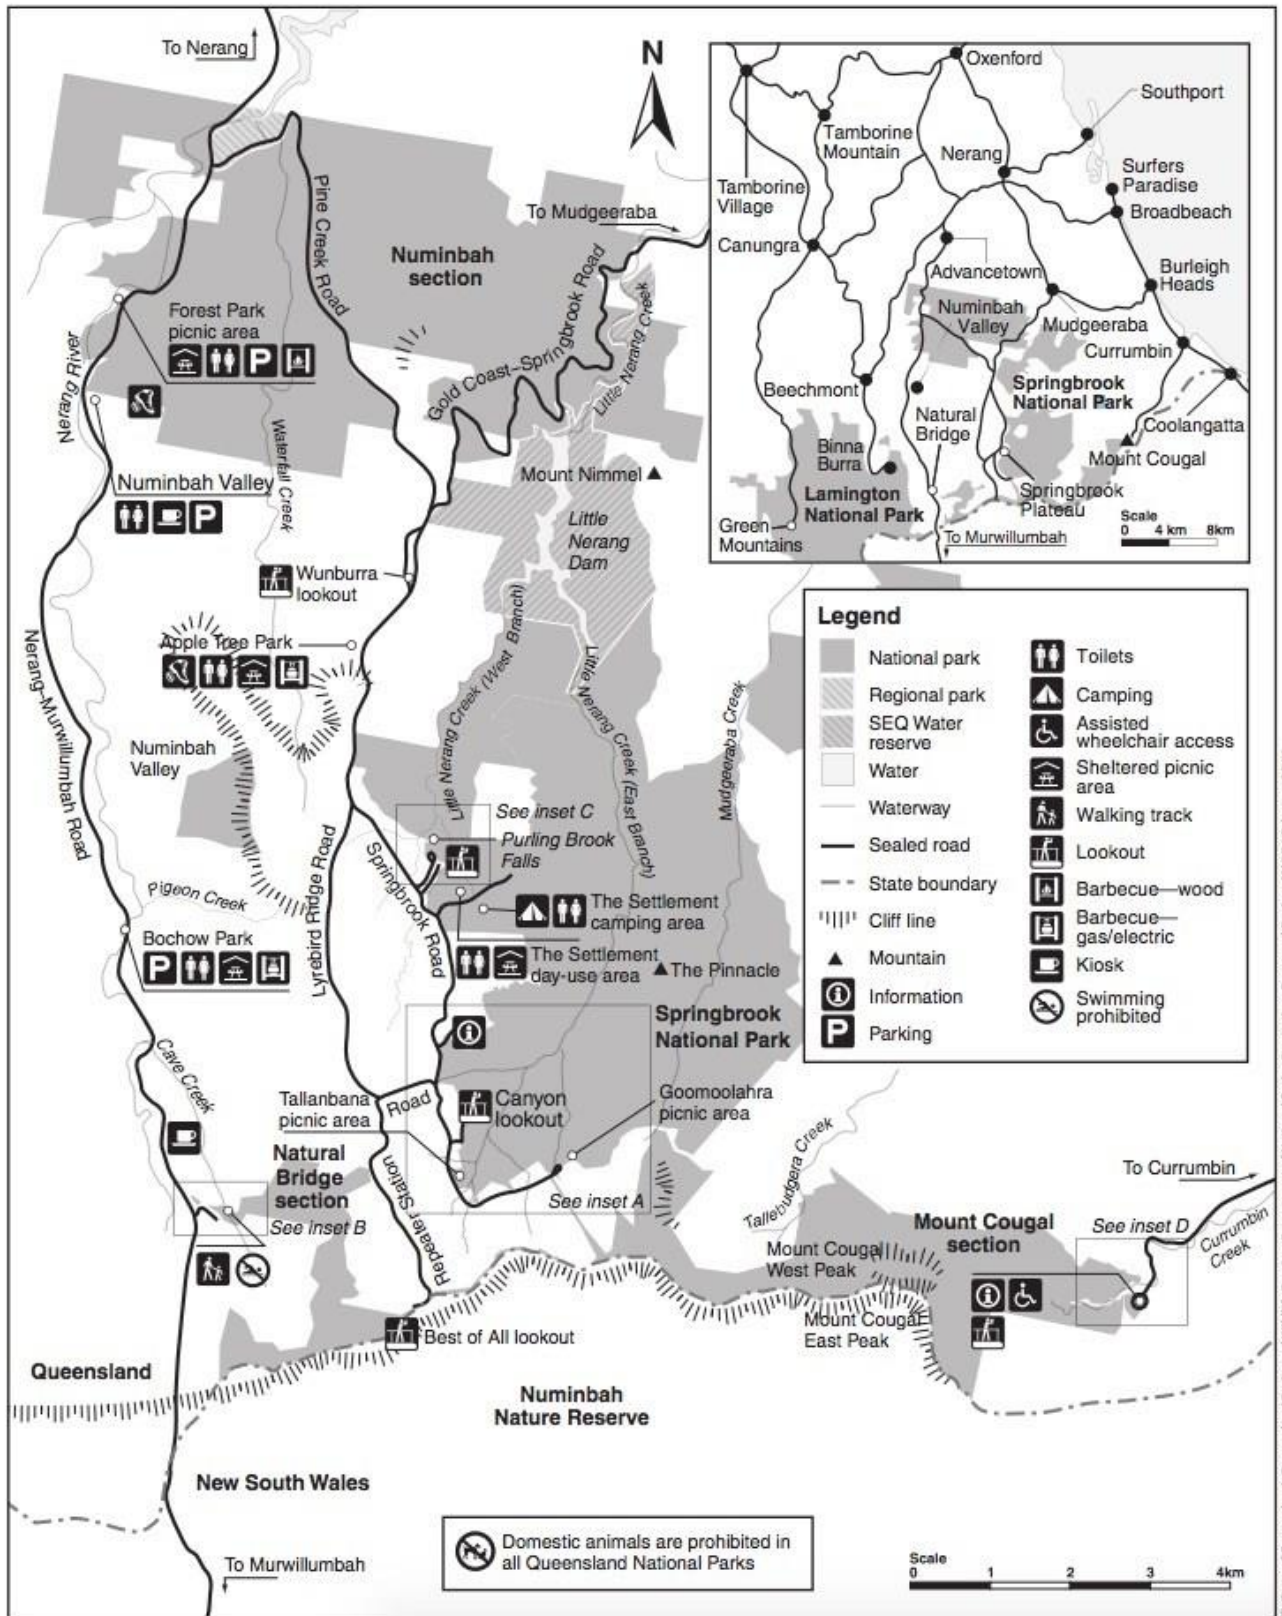 To Nerang
N
Numinbah
section
To Mudgeeraba
Pine Creek Road
Gold Coast–Springbrook Road
Little Nerang Creek
Nerang River
Forest Park
picnic area
P
Waterfall Creek
Numinbah Valley
P
Mount Nimmel
Little
Nerang
Dam
Wunburra
lookout
Apple Tree Park
Nerang–Murwillumbah Road
Numinbah
Valley
Little Nerang Creek (West Branch)
Little Nerang Creek (East Branch)
Mudgeeraba Creek
See inset C
Purling Brook
Falls
Lyrebird Ridge Road
Springbrook Road
Pigeon Creek
The Settlement
camping area
Bochow Park
P
The Settlement
day-use area
The Pinnacle
Springbrook
National Park
Cave Creek
Tallanbana
picnic area
Road
Canyon
lookout
Goomoolahra
picnic area
Natural
Bridge
section
See inset B
Repeater Station
See inset A
Tallebudgera Creek
To Currumbin
Mount Cougal
section
See inset D
Currumbin
Creek
Mount Cougal
West Peak
Mount Cougal
East Peak
Best of All lookout
Queensland
Numinbah
Nature Reserve
New South Wales
To Murwillumbah
Domestic animals are prohibited in
all Queensland National Parks
Scale
0 1 2 3 4km
Oxenford
Southport
Tamborine
Mountain
Nerang
Surfers
Paradise
Tamborine
Village
Broadbeach
Canungra
Advancetown
Burleigh
Heads
Numinbah
Valley
Mudgeeraba
Currumbin
Beechmont
Springbrook
National Park
Natural
Bridge
Coolangatta
Binna
Burra
Mount Cougal
Lamington
National Park
Springbrook
Plateau
Green
Mountains
To Murwillumbah
Scale
0 4 km 8km
Legend
National park
Regional park
SEQ Water
reserve
Water
Waterway
Sealed road
State boundary
Cliff line
Mountain
Information
P Parking
Toilets
Camping
Assisted
wheelchair access
Sheltered picnic
area
Walking track
Lookout
Barbecue—wood
Barbecue—
gas/electric
Kiosk
Swimming
prohibited